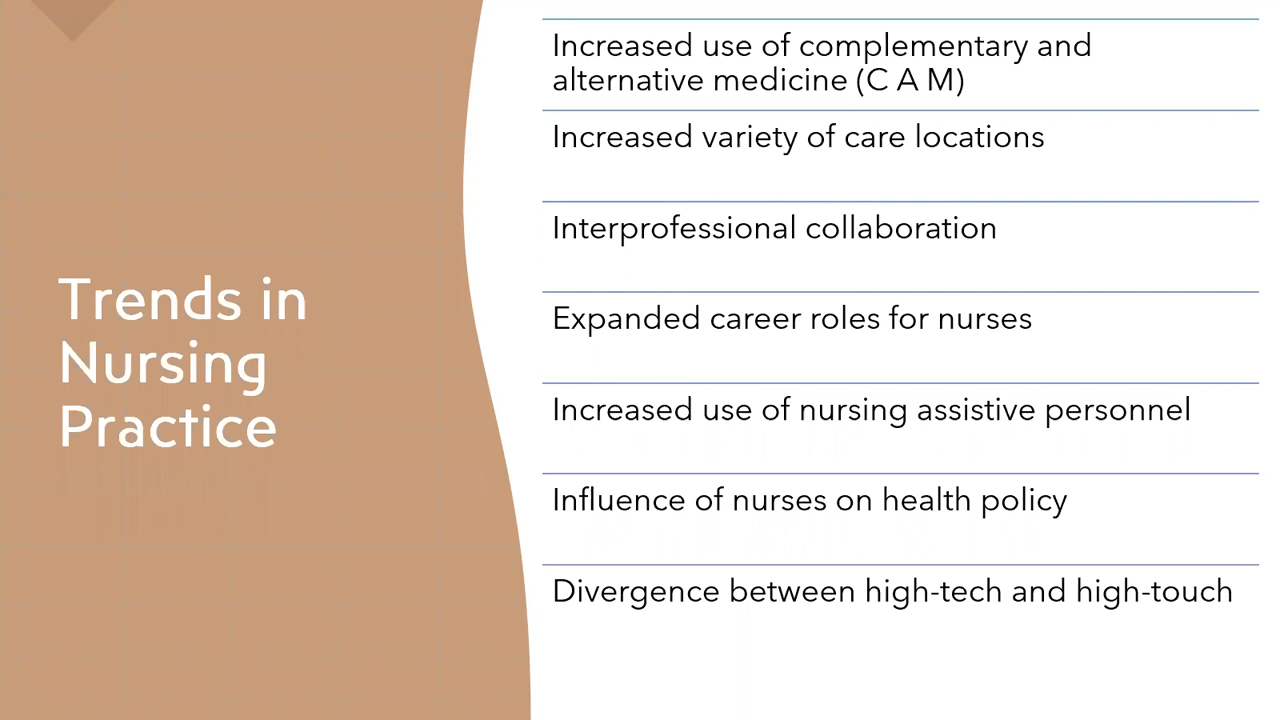 Trends in
Nursing
Practice
Increased use of complementary and
alternative medicine (C A M)
Increased variety of care locations
Interprofessional collaboration
Expanded career roles for nurses
Increased use of nursing assistive personnel
Influence of nurses on health policy
Divergence between high-tech and high-touch